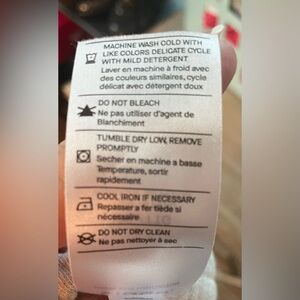 MACHINE WASH COLD WITH
LIKE COLORS DELICATE CYCLE
WITH MILD DETERGENT
Laver en machine à froid avec
des couleurs similaires, cycle
délicat avec détergent doux
DO NOT BLEACH
Ne pas utiliser d'agent de
Blanchiment
TUMBLE DRY LOW, REMOVE
PROMPTLY
Secher en machine a basse
Temperature, sortir
rapidement
COOL IRON IF NECESSARY
Repasser a fer tiède si
nécessaire
DO NOT DRY CLEAN
Ne pas nettoyer à sec